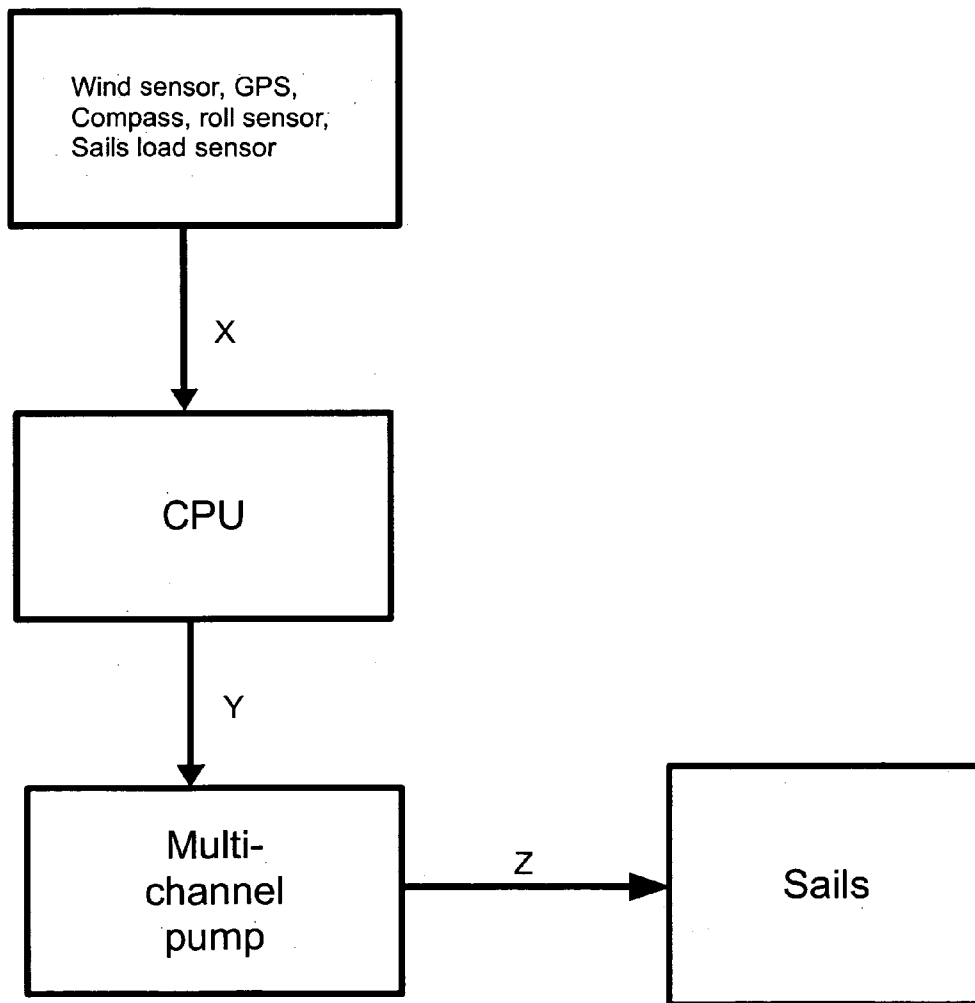 Wind sensor, GPS,
Compass, roll sensor,
Sails load sensor
X
CPU
Y
Multi-
channel
pump
Z
Sails